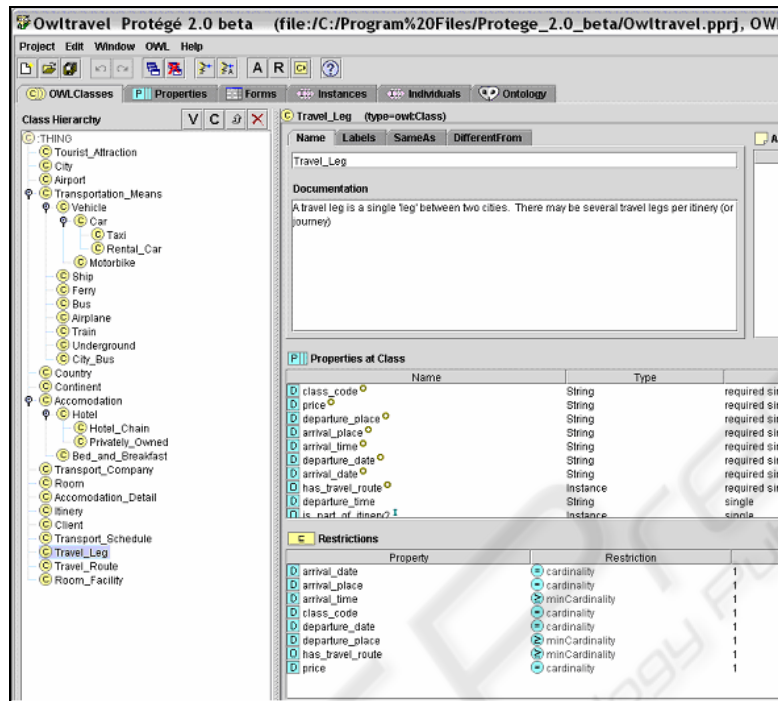 Owltravel Protégé 2.0 beta (file:/C:/Program%20Files/Protege_2.0_beta/Owltravel.pprj, OWL
Project Edit Window OWL Help
A R
OWLClasses Properties Forms Instances Individuals Ontology
Class Hierarchy V C
:THING
Tourist_Attraction
City
Airport
Transportation_Means
Vehicle
Car
Taxi
Rental_Car
Motorbike
Ship
Ferry
Bus
Airplane
Train
Underground
City_Bus
Country
Continent
Accomodation
Hotel
Hotel_Chain
Privately_Owned
Bed_and_Breakfast
Transport_Company
Room
Accomodation_Detail
Itinery
Client
Transport_Schedule
Travel_Leg
Travel_Route
Room_Facility
Travel_Leg (type=owl:Class)
Name Labels SameAs DifferentFrom
Travel_Leg
Documentation
A travel leg is a single 'leg' between two cities. There may be several travel legs per itinery (or
journey)
Properties at Class
Name Type
class_code String required sin
price String required sin
departure_place String required sin
arrival_place String required sin
arrival_time String required sin
departure_date String required sin
arrival_date String required sin
has_travel_route Instance required sin
departure_time String single
is_part_of_itinery? Instance single
Restrictions
Property Restriction
arrival_date = cardinality 1
arrival_place = cardinality 1
arrival_time ≥ minCardinality 1
class_code = cardinality 1
departure_date = cardinality 1
departure_place ≥ minCardinality 1
has_travel_route ≥ minCardinality 1
price = cardinality 1